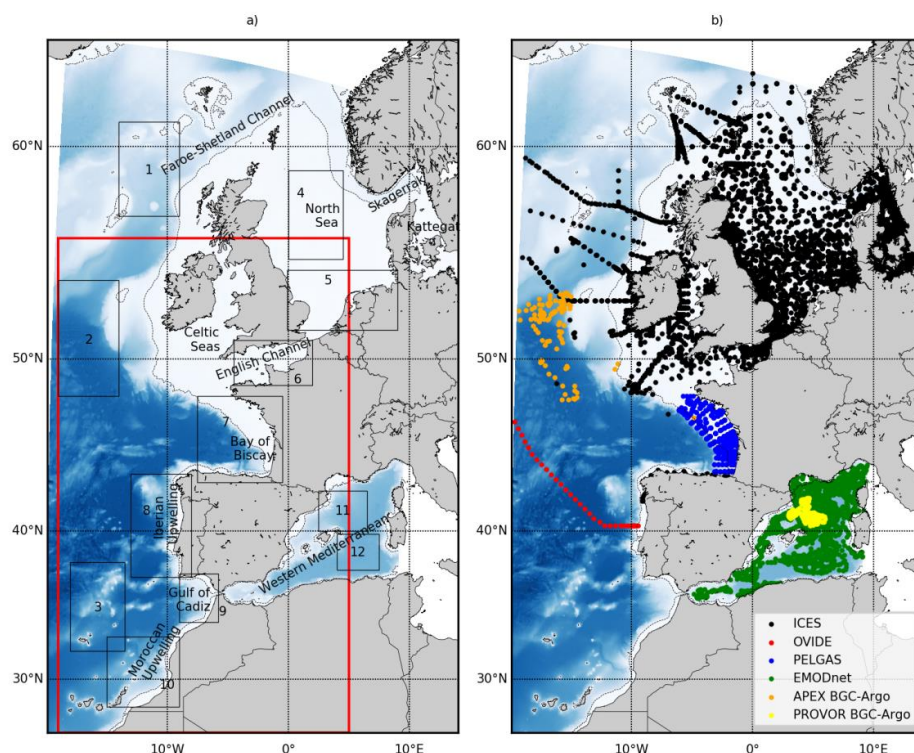 a)
b)
60°N
50°N
40°N
30°N
10°W
0°
10°E
1
Faroe-Shetland Channel
4
North
Sea
Skagerrak
Kattegat
5
2
Celtic
Seas
English Channel
6
7
Bay of
Biscay
8
Iberian
Upwelling
11
12
Western Mediterranean
3
Gulf of
Cadiz
9
Moroccan
Upwelling
10
60°N
50°N
40°N
30°N
10°W
0°
10°E
ICES
OVIDE
PELGAS
EMODnet
APEX BGC-Argo
PROVOR BGC-Argo